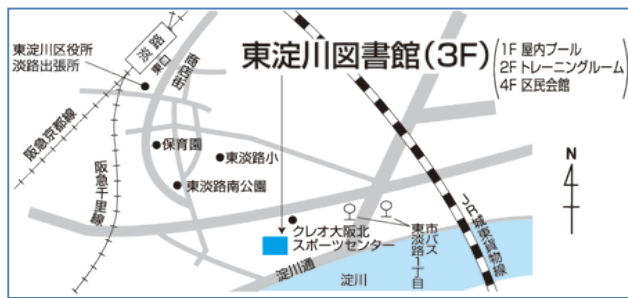 東淀川区役所
淡路出張所
淡路
東口
商店街
東淀川図書館(3F)
1F 屋内プール
2F トレーニングルーム
4F 区民会館
阪急京都線
阪急千里線
保育園
東淡路小
東淡路南公園
N
JR城東貨物線
クレオ大阪北
スポーツセンター
市バス
東淡路1丁目
淀川通
淀川